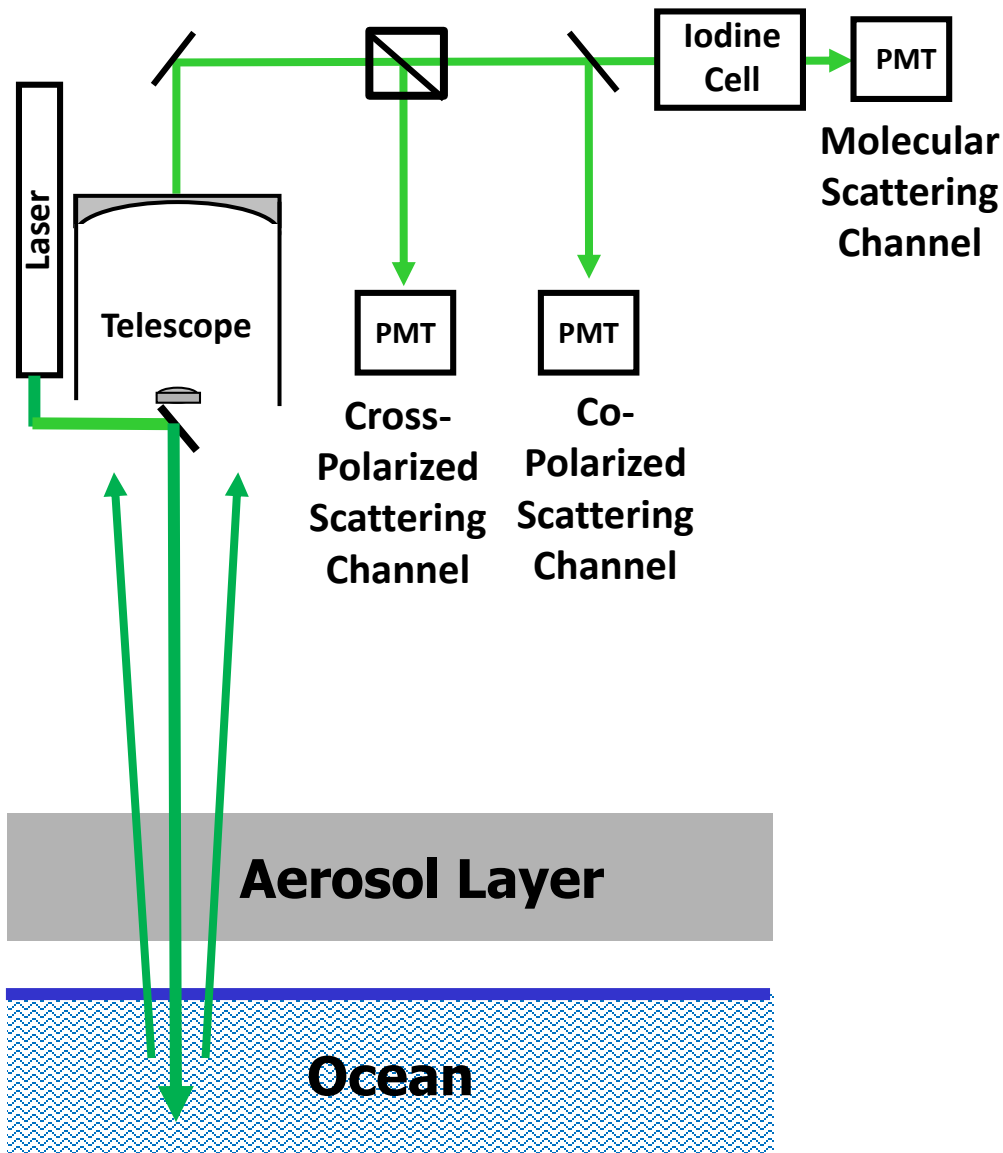 Iodine
Cell
PMT
Molecular
Scattering
Channel
Laser
Telescope
PMT
Cross-
Polarized
Scattering
Channel
PMT
Co-
Polarized
Scattering
Channel
Aerosol Layer
Ocean